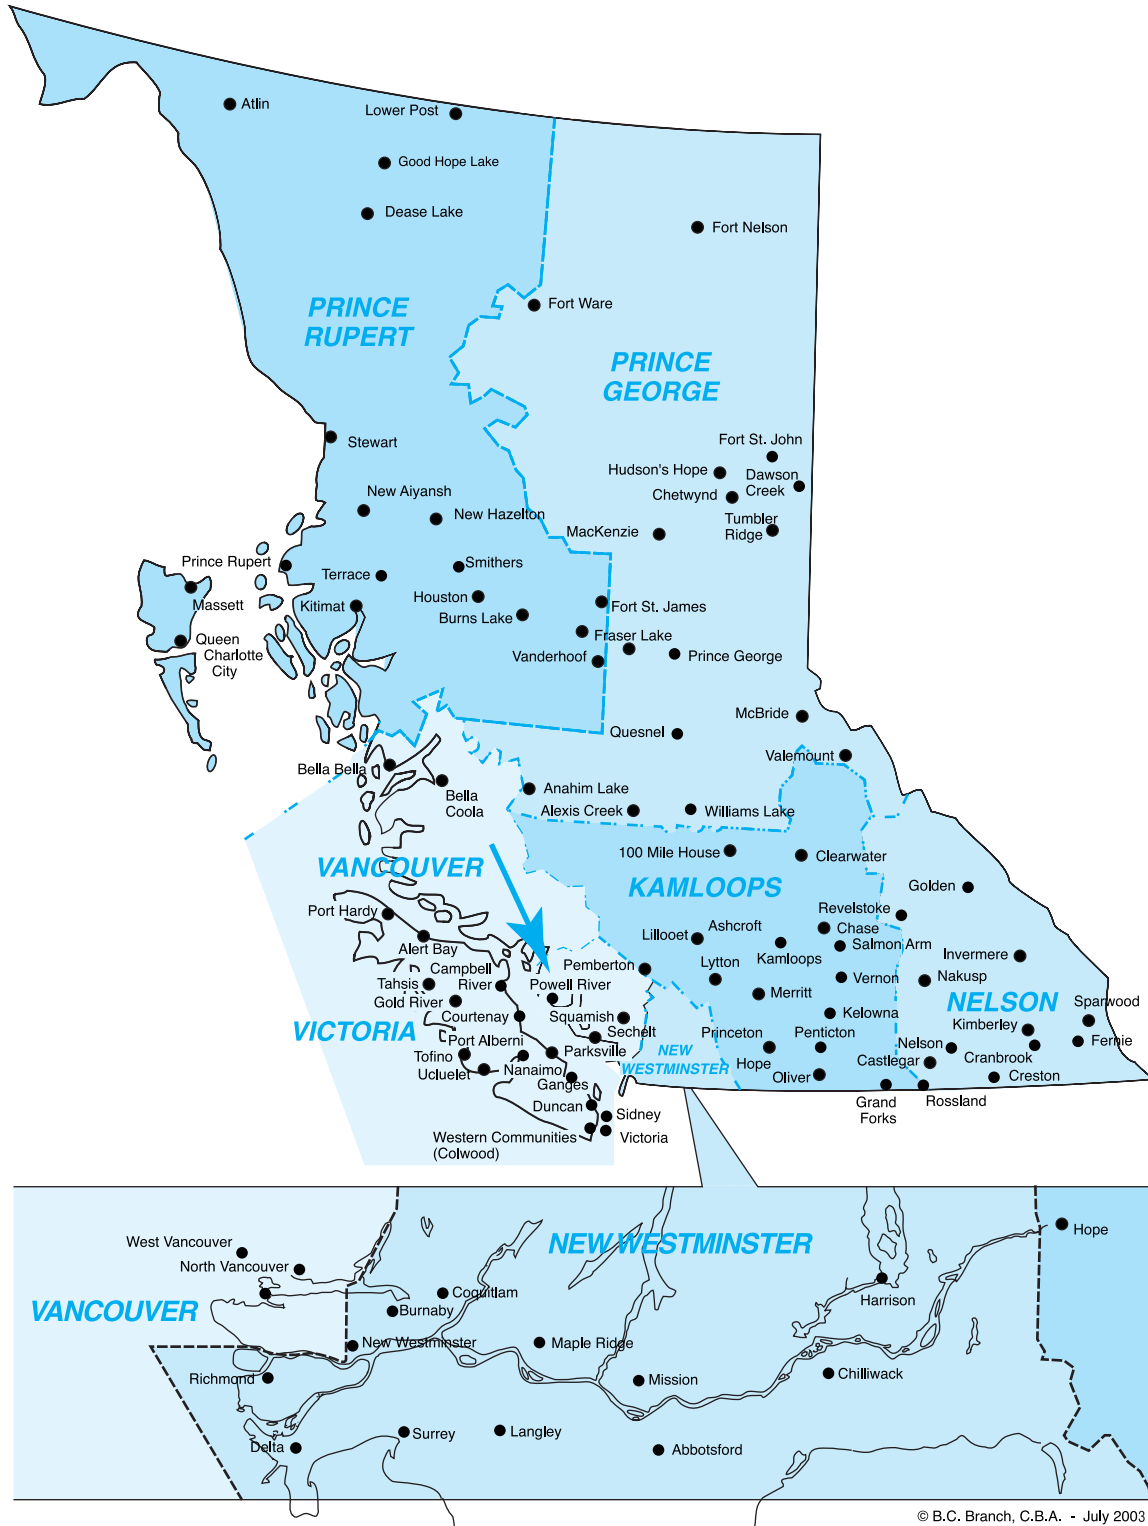 Atlin
Lower Post
Good Hope Lake
Dease Lake
Fort Nelson
PRINCE
RUPERT
Fort Ware
PRINCE
GEORGE
Stewart
Fort St. John
Hudson's Hope
Dawson
Creek
Chetwynd
New Aiyansh
New Hazelton
Tumbler
Ridge
MacKenzie
Prince Rupert
Smithers
Terrace
Massett
Kitimat
Houston
Burns Lake
Fort St. James
Queen
Charlotte
City
Fraser Lake
Vanderhoof
Prince George
McBride
Quesnel
Valemount
Bella Bella
Bella
Coola
Anahim Lake
Alexis Creek
Williams Lake
100 Mile House
Clearwater
VANCOUVER
KAMLOOPS
Golden
Port Hardy
Revelstoke
Chase
Ashcroft
Lillooet
Salmon Arm
Alert Bay
Kamloops
Invermere
Campbell
River
Pemberton
Lytton
Vernon
Nakusp
Tahsis
Powell River
Gold River
Merritt
NELSON
Sparwood
Courtenay
Squamish
Kelowna
VICTORIA
Sechelt
Princeton
Penticton
Kimberley
Port Alberni
Parksville
NEW
WESTMINSTER
Nelson
Fernie
Tofino
Hope
Castlegar
Cranbrook
Ucluelet
Nanaimo
Oliver
Creston
Ganges
Grand
Forks
Rossland
Duncan
Sidney
Western Communities
(Colwood)
Victoria
West Vancouver
NEW WESTMINSTER
Hope
North Vancouver
VANCOUVER
Coquitlam
Harrison
Burnaby
New Westminster
Maple Ridge
Richmond
Mission
Chilliwack
Delta
Surrey
Langley
Abbotsford
© B.C. Branch, C.B.A. - July 2003